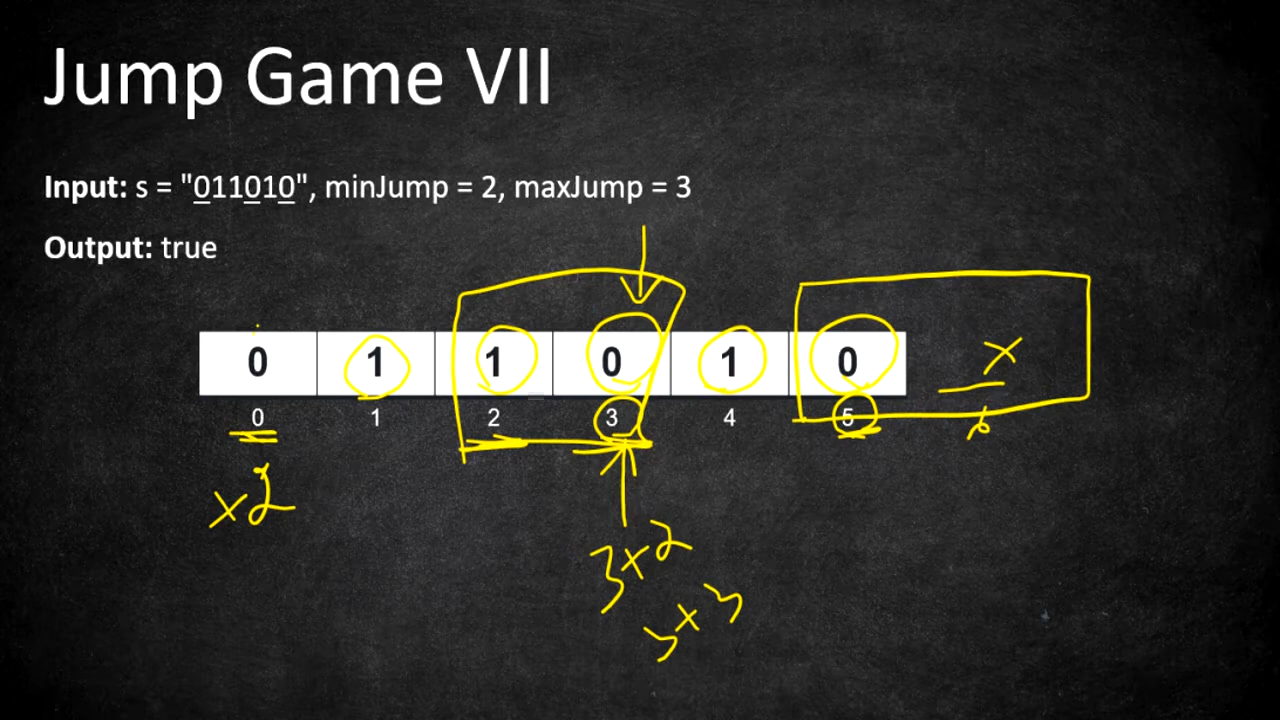 Jump Game VII
Input: s = "011010", minJump = 2, maxJump = 3
Output: true
0 1 1 0 1 0 x
0 1 2 3 4 5 6
+2
3+2
3+3